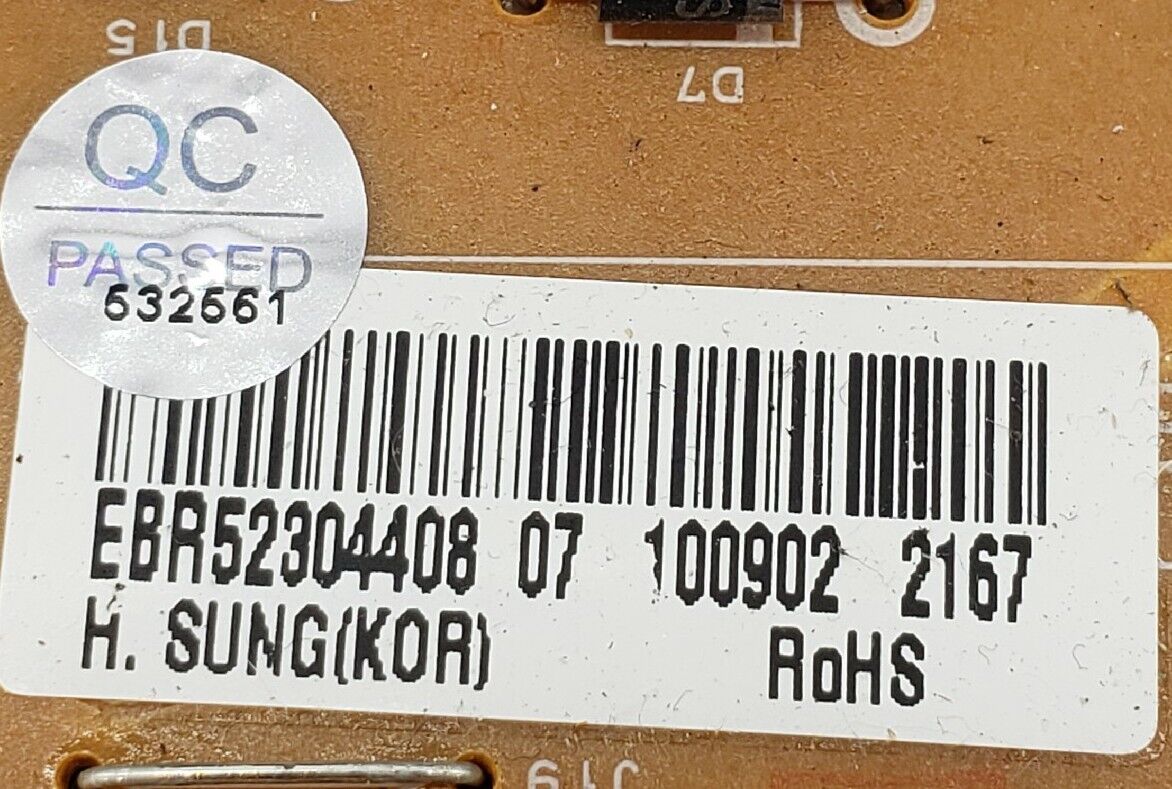 D15
D7
QC
PASSED
532561
EBR52304408 07 100902 2167
H. SUNG(KOR) RoHS
J19